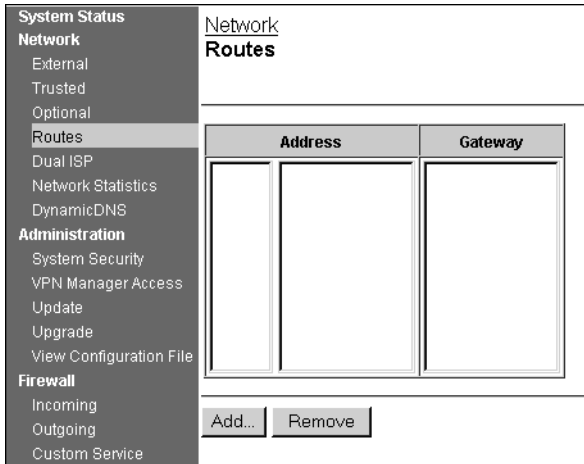 System Status
Network
External
Trusted
Optional
Routes
Dual ISP
Network Statistics
DynamicDNS
Administration
System Security
VPN Manager Access
Update
Upgrade
View Configuration File
Firewall
Incoming
Outgoing
Custom Service
Network
Routes
Address Gateway
Add... Remove